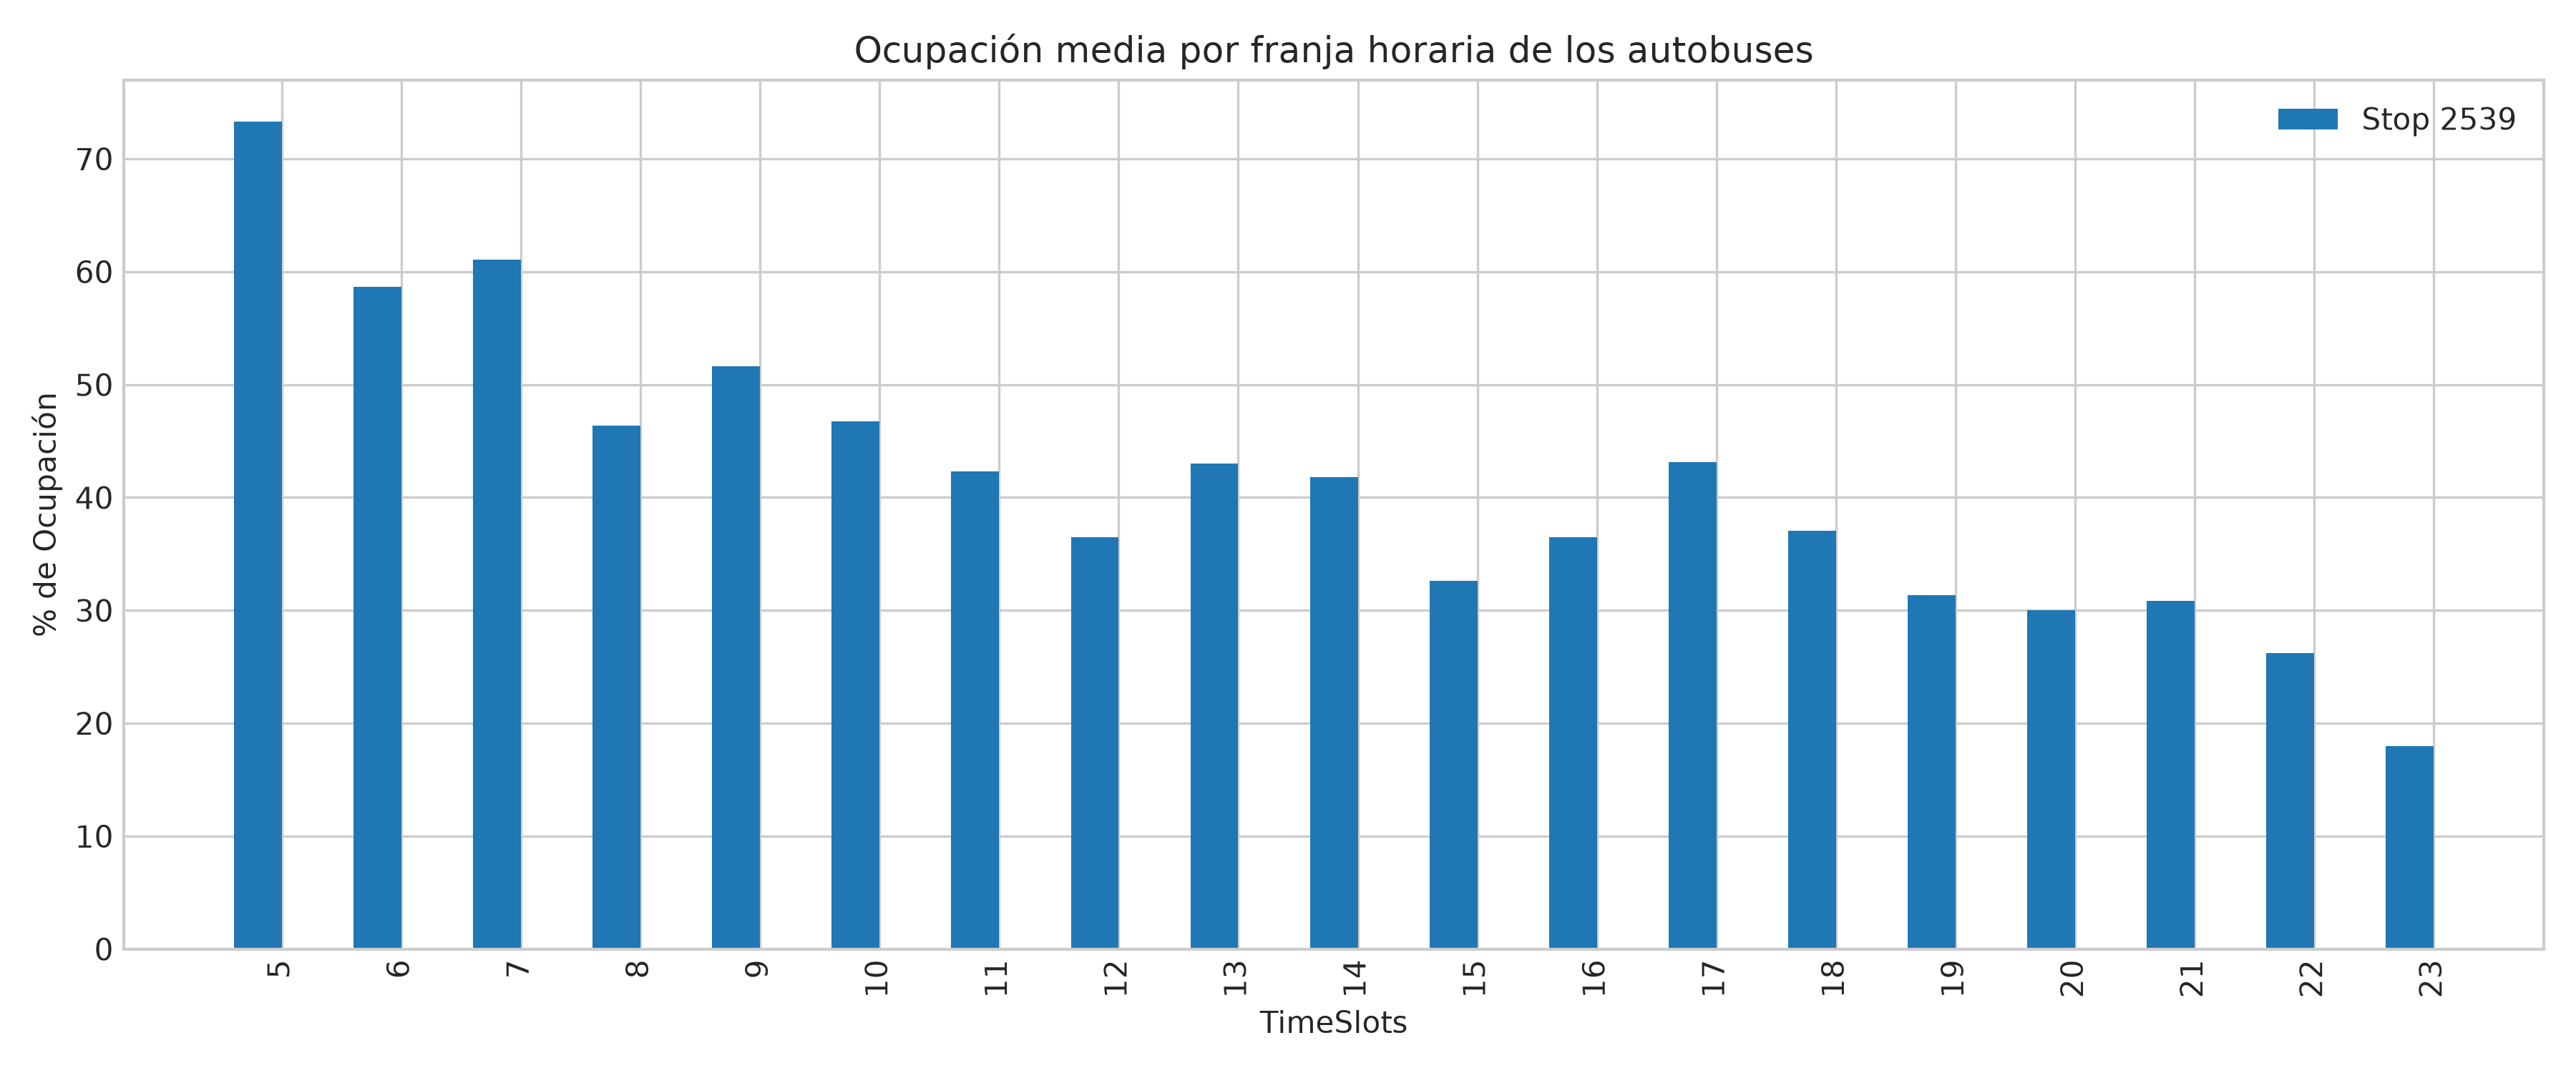 Ocupación media por franja horaria de los autobuses
Stop 2539
% de Ocupación
70
60
50
40
30
20
10
0
5 6 7 8 9 10 11 12 13 14 15 16 17 18 19 20 21 22 23
TimeSlots